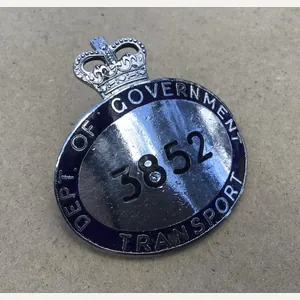 DEPT OF GOVERNMENT
3852
TRANSPORT